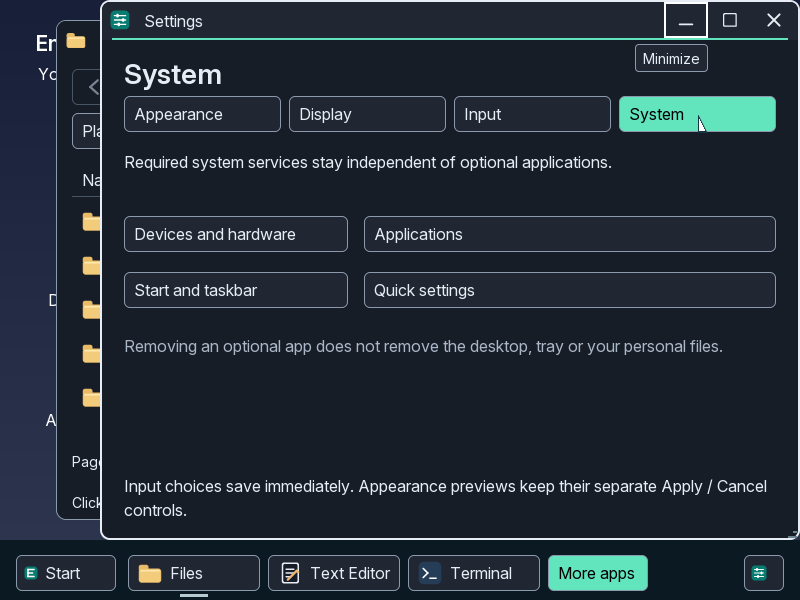 Settings
Minimize
System
Appearance
Display
Input
System
Required system services stay independent of optional applications.
Devices and hardware
Applications
Start and taskbar
Quick settings
Removing an optional app does not remove the desktop, tray or your personal files.
Input choices save immediately. Appearance previews keep their separate Apply / Cancel
controls.
Start
Files
Text Editor
Terminal
More apps